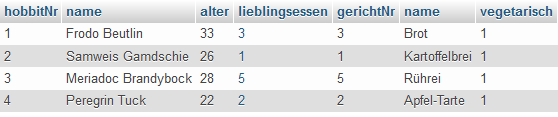 hobbitNr name alter lieblingsessen gerichtNr name vegetarisch
1 Frodo Beutlin 33 3 3 Brot 1
2 Samweis Gamdschie 26 1 1 Kartoffelbrei 1
3 Meriadoc Brandybock 28 5 5 Rührei 1
4 Peregrin Tuck 22 2 2 Apfel-Tarte 1